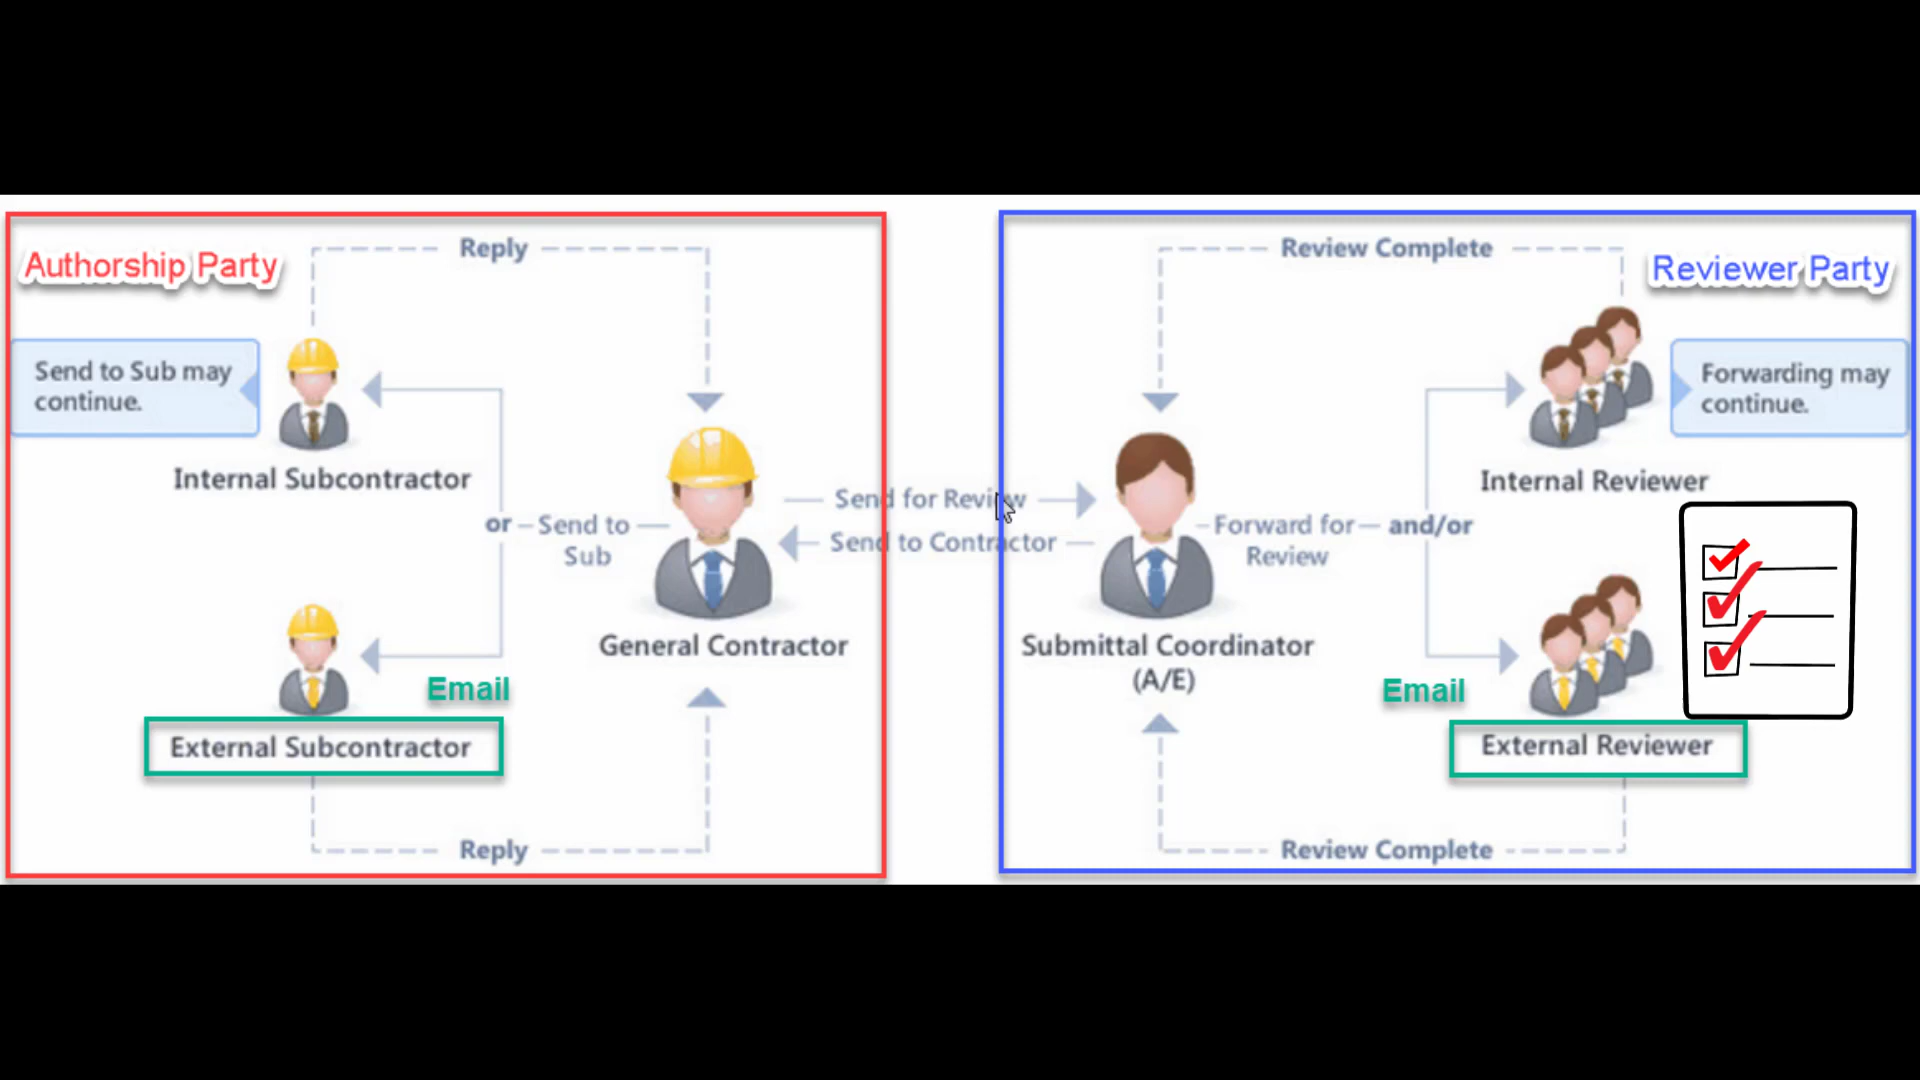 Authorship Party
Reply
Send to Sub may
continue.
Internal Subcontractor
or
Send to
Sub
General Contractor
Email
External Subcontractor
Reply
Send for Review
Send to Contractor
Reviewer Party
Review Complete
Forwarding may
continue.
Internal Reviewer
Forward for
Review
and/or
Submittal Coordinator
(A/E)
Email
External Reviewer
Review Complete